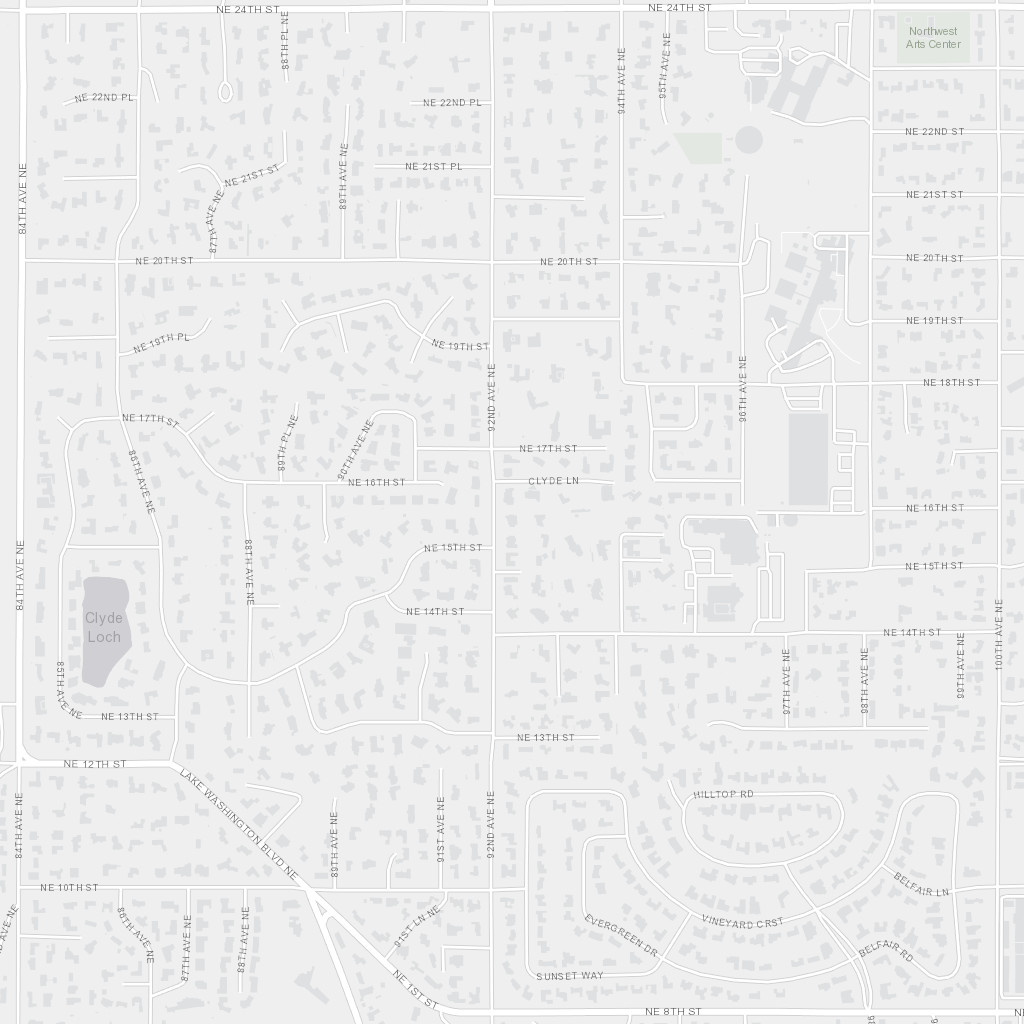 NE 24TH ST
NE 24TH ST
88TH PL NE
94TH AVE NE
95TH AVE NE
Northwest
Arts Center
NE 22ND PL
NE 22ND PL
NE 22ND ST
84TH AVE NE
87TH AVE NE
NE 21ST ST
89TH AVE NE
NE 21ST PL
NE 21ST ST
NE 20TH ST
NE 20TH ST
NE 20TH ST
NE 19TH PL
NE 19TH ST
NE 19TH ST
92ND AVE NE
96TH AVE NE
NE 18TH ST
NE 17TH ST
89TH PL NE
90TH AVE NE
NE 17TH ST
86TH AVE NE
NE 16TH ST
CLYDE LN
NE 16TH ST
84TH AVE NE
88TH AVE NE
NE 15TH ST
NE 15TH ST
Clyde
Loch
NE 14TH ST
NE 14TH ST
100TH AVE NE
85TH AVE NE
97TH AVE NE
98TH AVE NE
99TH AVE NE
NE 13TH ST
NE 13TH ST
NE 12TH ST
LAKE WASHINGTON BLVD NE
84TH AVE NE
89TH AVE NE
91ST AVE NE
92ND AVE NE
HILLTOP RD
NE 10TH ST
BELFAIR LN
86TH AVE NE
87TH AVE NE
88TH AVE NE
91ST LN NE
EVERGREEN DR
VINEYARD CRST
BELFAIR RD
NE 1ST ST
SUNSET WAY
NE 8TH ST